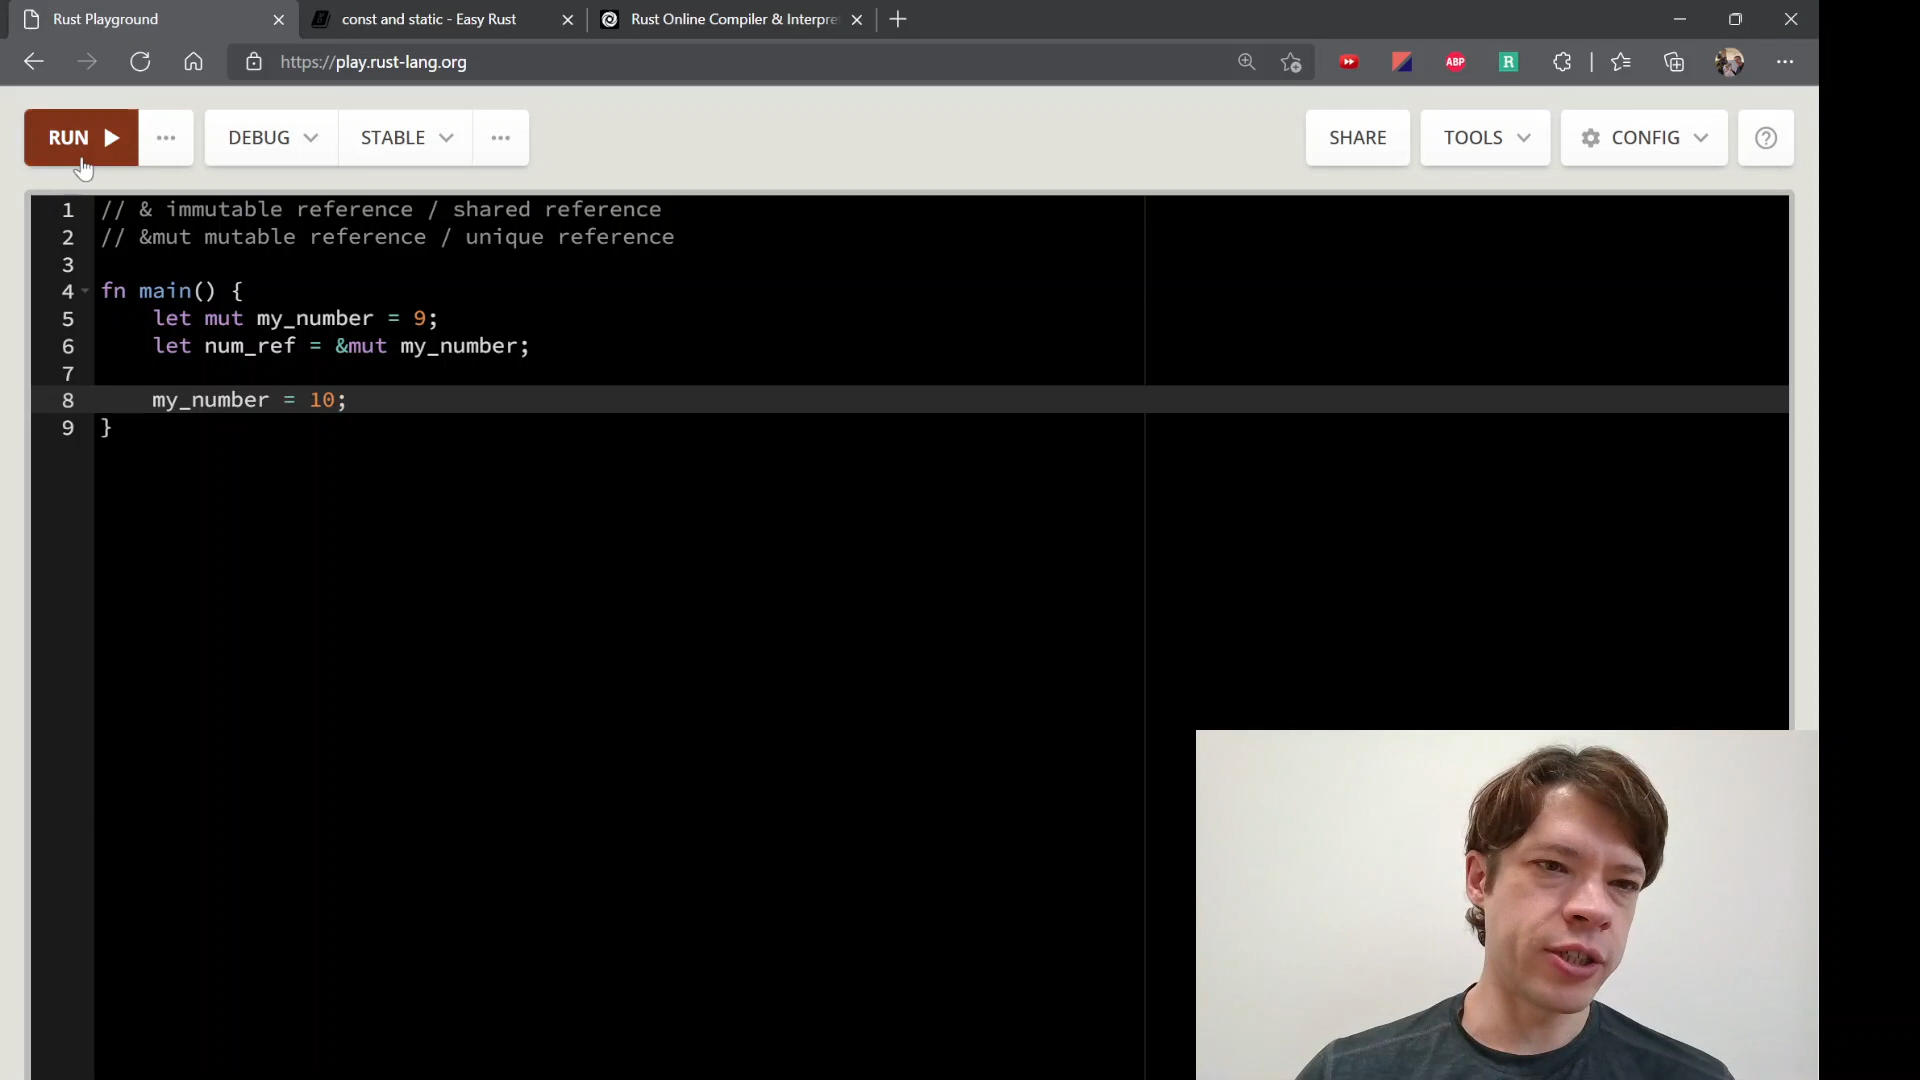 Rust Playground
const and static - Easy Rust
Rust Online Compiler & Interpre
https://play.rust-lang.org
ABP
R
RUN
DEBUG
STABLE
SHARE
TOOLS
CONFIG
1 // & immutable reference / shared reference
2 // &mut mutable reference / unique reference
3
4 fn main() {
5 let mut my_number = 9;
6 let num_ref = &mut my_number;
7
8 my_number = 10;
9 }